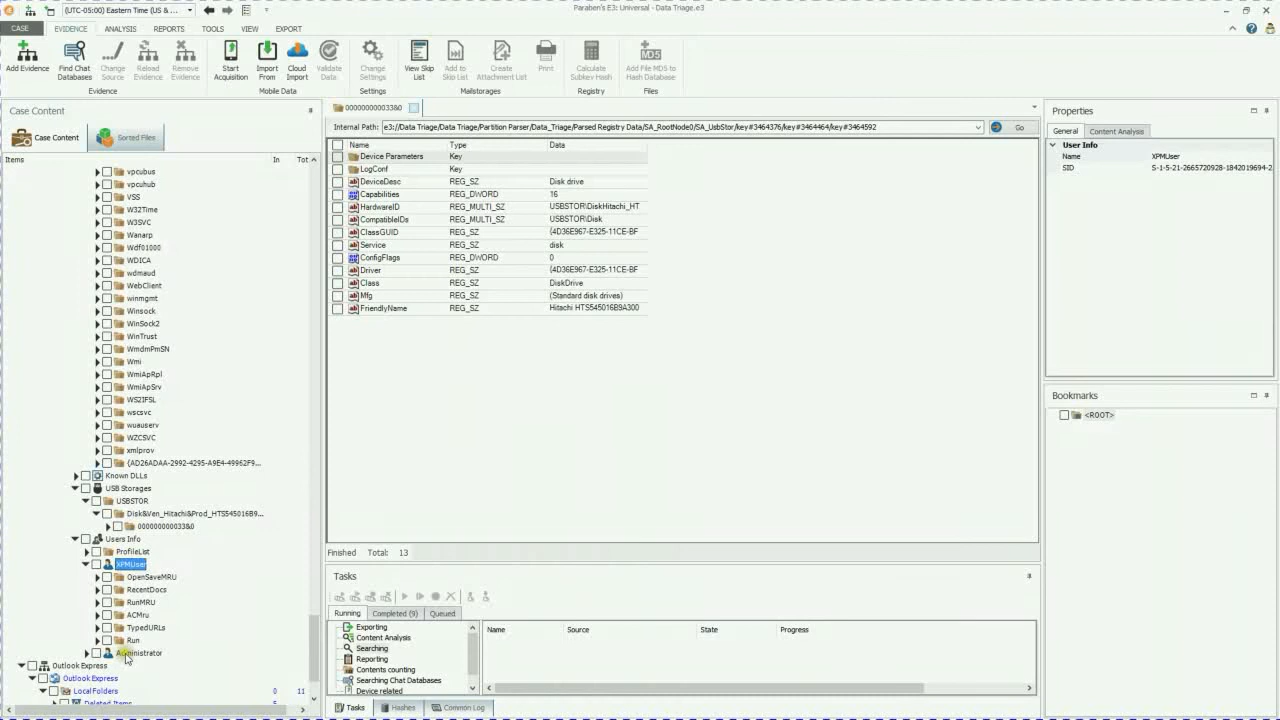 (UTC-05:00) Eastern Time (US & ...
Paraben's E3: Universal - Data Triage.e3
CASE EVIDENCE ANALYSIS REPORTS TOOLS VIEW EXPORT
Add Evidence
Find Chat Databases
Change Source
Reload Evidence
Remove Evidence
Start Acquisition
Import From
Cloud Import
Validate Data
Change Settings
View Skip List
Add to Skip List
Create Attachment List
Print
Calculate Subkey Hash
Add File MD5 to Hash Database
Evidence Mobile Data Settings Mailstorages Registry Files
Case Content
Case Content Sorted Files
Items In Tot
vpcubus
vpcuhub
VSS
W32Time
W3SVC
Wanarp
Wdf01000
WDICA
wdmaud
WebClient
winmgmt
Winsock
WinSock2
WinTrust
WmdmPmSN
Wmi
WmiApRpl
WmiApSrv
WS2IFSL
wscsvc
wuauserv
WZCSVC
xmlprov
{AD26ADAA-2992-4295-A9E4-49962F9...
Known DLLs
USB Storages
USBSTOR
Disk&Ven_Hitachi&Prod_HTS545016B9...
000000000033&0
Users Info
ProfileList
XPMUser
OpenSaveMRU
RecentDocs
RunMRU
ACMru
TypedURLs
Run
Administrator
Outlook Express
Outlook Express
Local Folders 0 11
Deleted Items 5
000000000033&0
Internal Path: e3://Data Triage/Data Triage/Partition Parser/Data_Triage/Parsed Registry Data/SA_RootNode0/SA_UsbStor/key#3464376/key#3464464/key#3464592 Go
Name Type Data
Device Parameters Key
LogConf Key
DeviceDesc REG_SZ Disk drive
Capabilities REG_DWORD 16
HardwareID REG_MULTI_SZ USBSTOR\DiskHitachi_HT
CompatibleIDs REG_MULTI_SZ USBSTOR\Disk
ClassGUID REG_SZ {4D36E967-E325-11CE-BF
Service REG_SZ disk
ConfigFlags REG_DWORD 0
Driver REG_SZ {4D36E967-E325-11CE-BF
Class REG_SZ DiskDrive
Mfg REG_SZ (Standard disk drives)
FriendlyName REG_SZ Hitachi HTS545016B9A300
Finished Total: 13
Tasks
Running Completed (9) Queued
Exporting
Content Analysis
Searching
Reporting
Contents counting
Searching Chat Databases
Device related
Name Source State Progress
Tasks Hashes Common Log
Properties
General Content Analysis
User Info
Name XPMUser
SID S-1-5-21-2665720928-1842019694-2
Bookmarks
<ROOT>